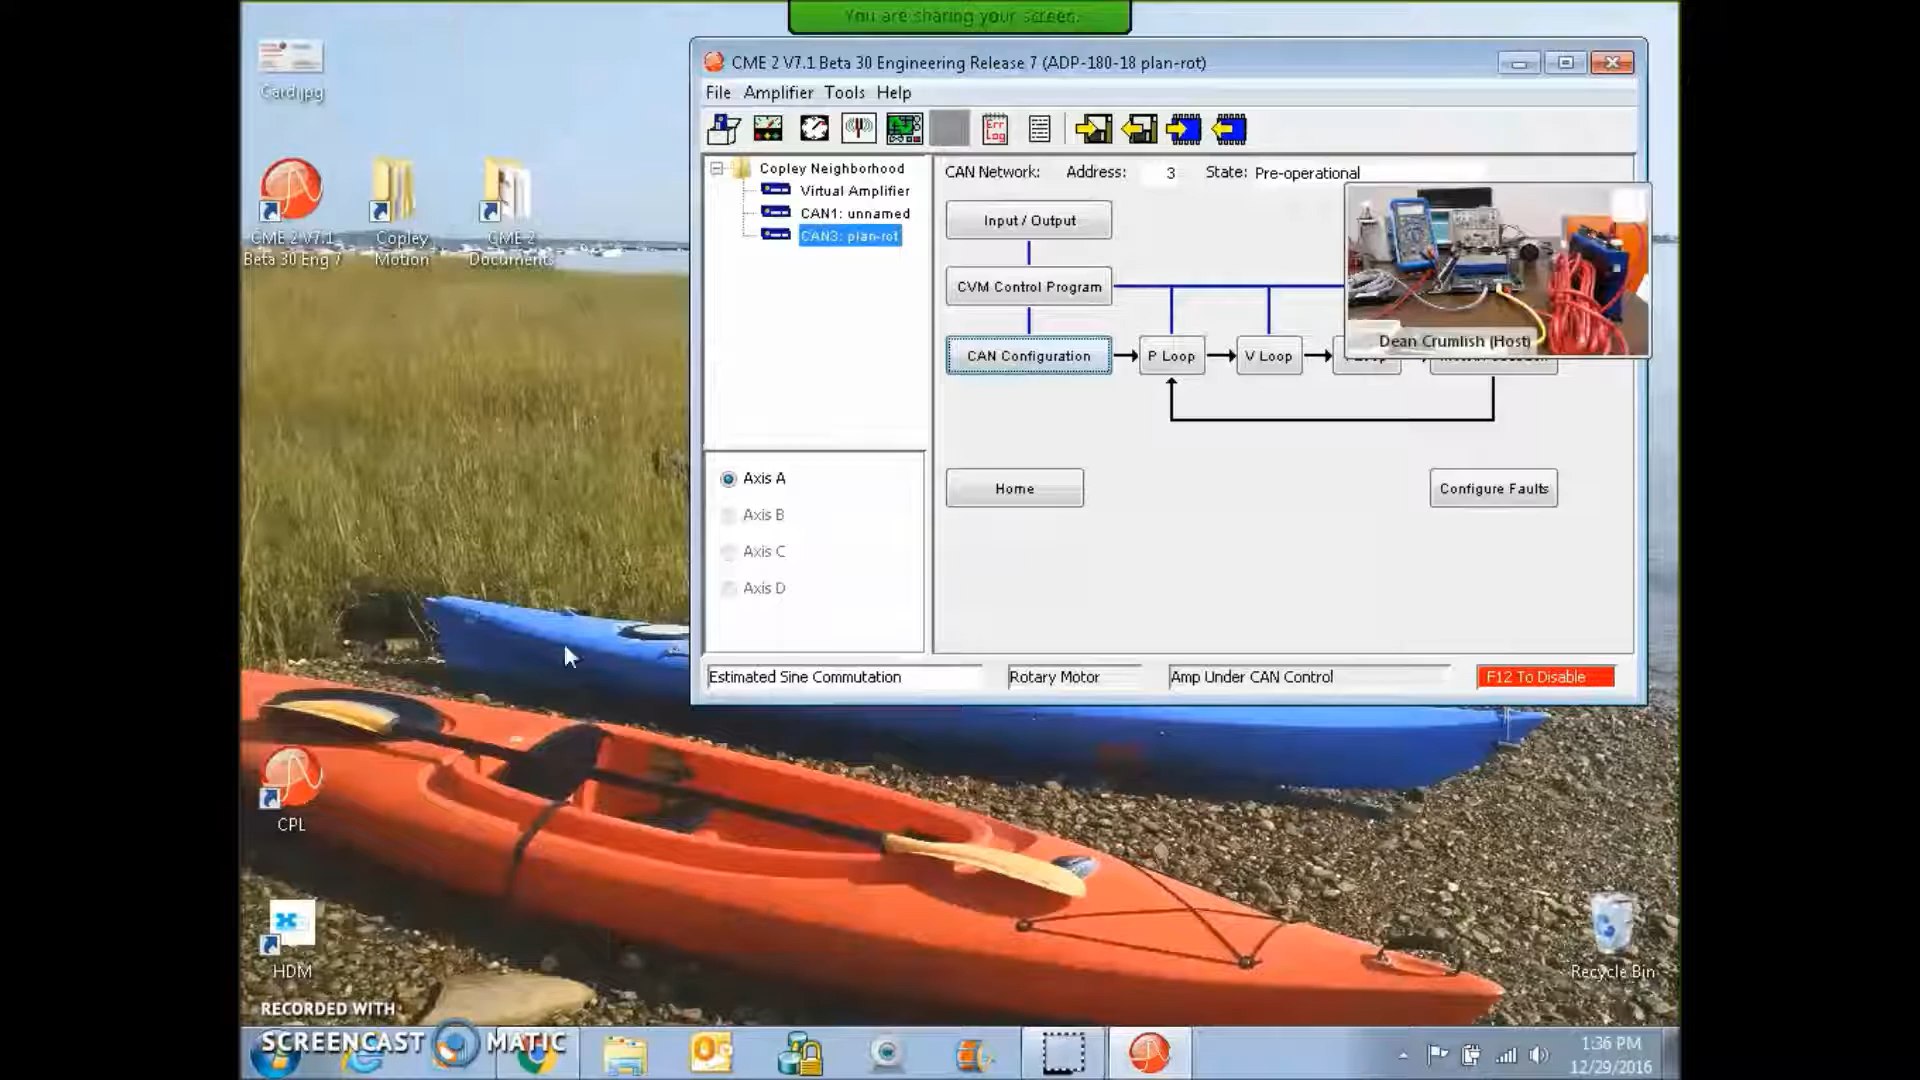 You are sharing your screen.
Card.jpg
CME 2 V7.1
Beta 30 Eng 7
Copley
Motion
CME 2
Documents
CME 2 V7.1 Beta 30 Engineering Release 7 (ADP-180-18 plan-rot)
File Amplifier Tools Help
Err
Log
Copley Neighborhood
Virtual Amplifier
CAN1: unnamed
CAN3: plan-rot
CAN Network: Address: 3 State: Pre-operational
Input / Output
CVM Control Program
CAN Configuration
P Loop
V Loop
Dean Crumlish (Host)
Home
Configure Faults
Axis A
Axis B
Axis C
Axis D
Estimated Sine Commutation
Rotary Motor
Amp Under CAN Control
F12 To Disable
CPL
HDM
Recycle Bin
RECORDED WITH
SCREENCAST MATIC
1:36 PM
12/29/2016